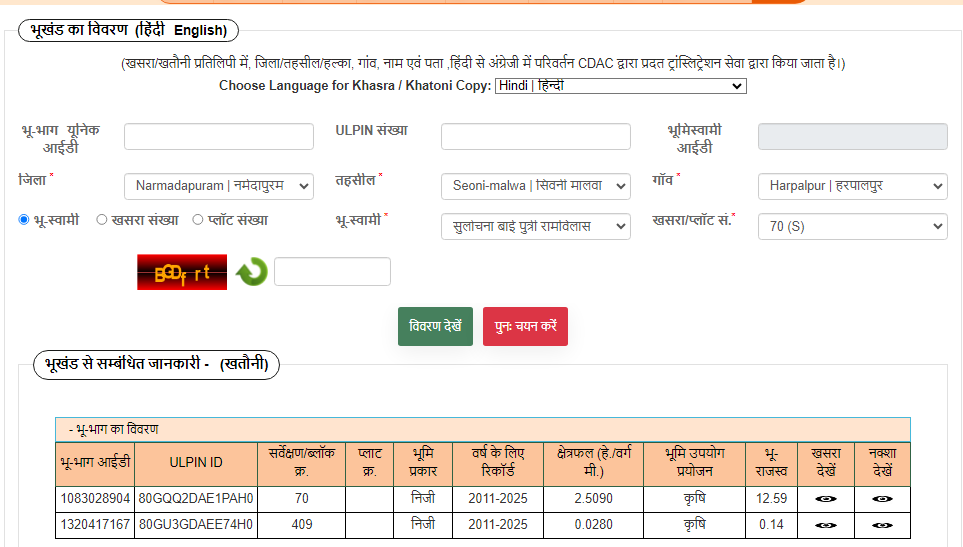 भूखंड का विवरण (हिंदी English)
(खसरा/खतौनी प्रतिलिपी में, जिला/तहसील/हल्का, गांव, नाम एवं पता ,हिंदी से अंग्रेजी में परिवर्तन CDAC द्वारा प्रदत ट्रांस्लिट्रेशन सेवा द्वारा किया जाता है।)
Choose Language for Khasra / Khatoni Copy: Hindi | हिन्दी
भू-भाग यूनिक आईडी ULPIN संख्या भूमिस्वामी आईडी
जिला * Narmadapuram | नर्मदापुरम तहसील * Seoni-malwa | सिवनी मालवा गाँव * Harpalpur | हरपालपुर
भू-स्वामी खसरा संख्या प्लॉट संख्या भू-स्वामी * सुलोचना बाई पुत्री रामविलास खसरा/प्लॉट सं.* 70 (S)
BGDfrt
विवरण देखें पुनः चयन करें
भूखंड से सम्बंधित जानकारी - (खतौनी)
- भू-भाग का विवरण
भू-भाग आईडी ULPIN ID सर्वेक्षण/ब्लॉक क्र. प्लाट क्र. भूमि प्रकार वर्ष के लिए रिकॉर्ड क्षेत्रफल (हे./वर्ग मी.) भूमि उपयोग प्रयोजन भू-राजस्व खसरा देखें नक्शा देखें
1083028904 80GQQ2DAE1PAH0 70 निजी 2011-2025 2.5090 कृषि 12.59
1320417167 80GU3GDAEE74H0 409 निजी 2011-2025 0.0280 कृषि 0.14